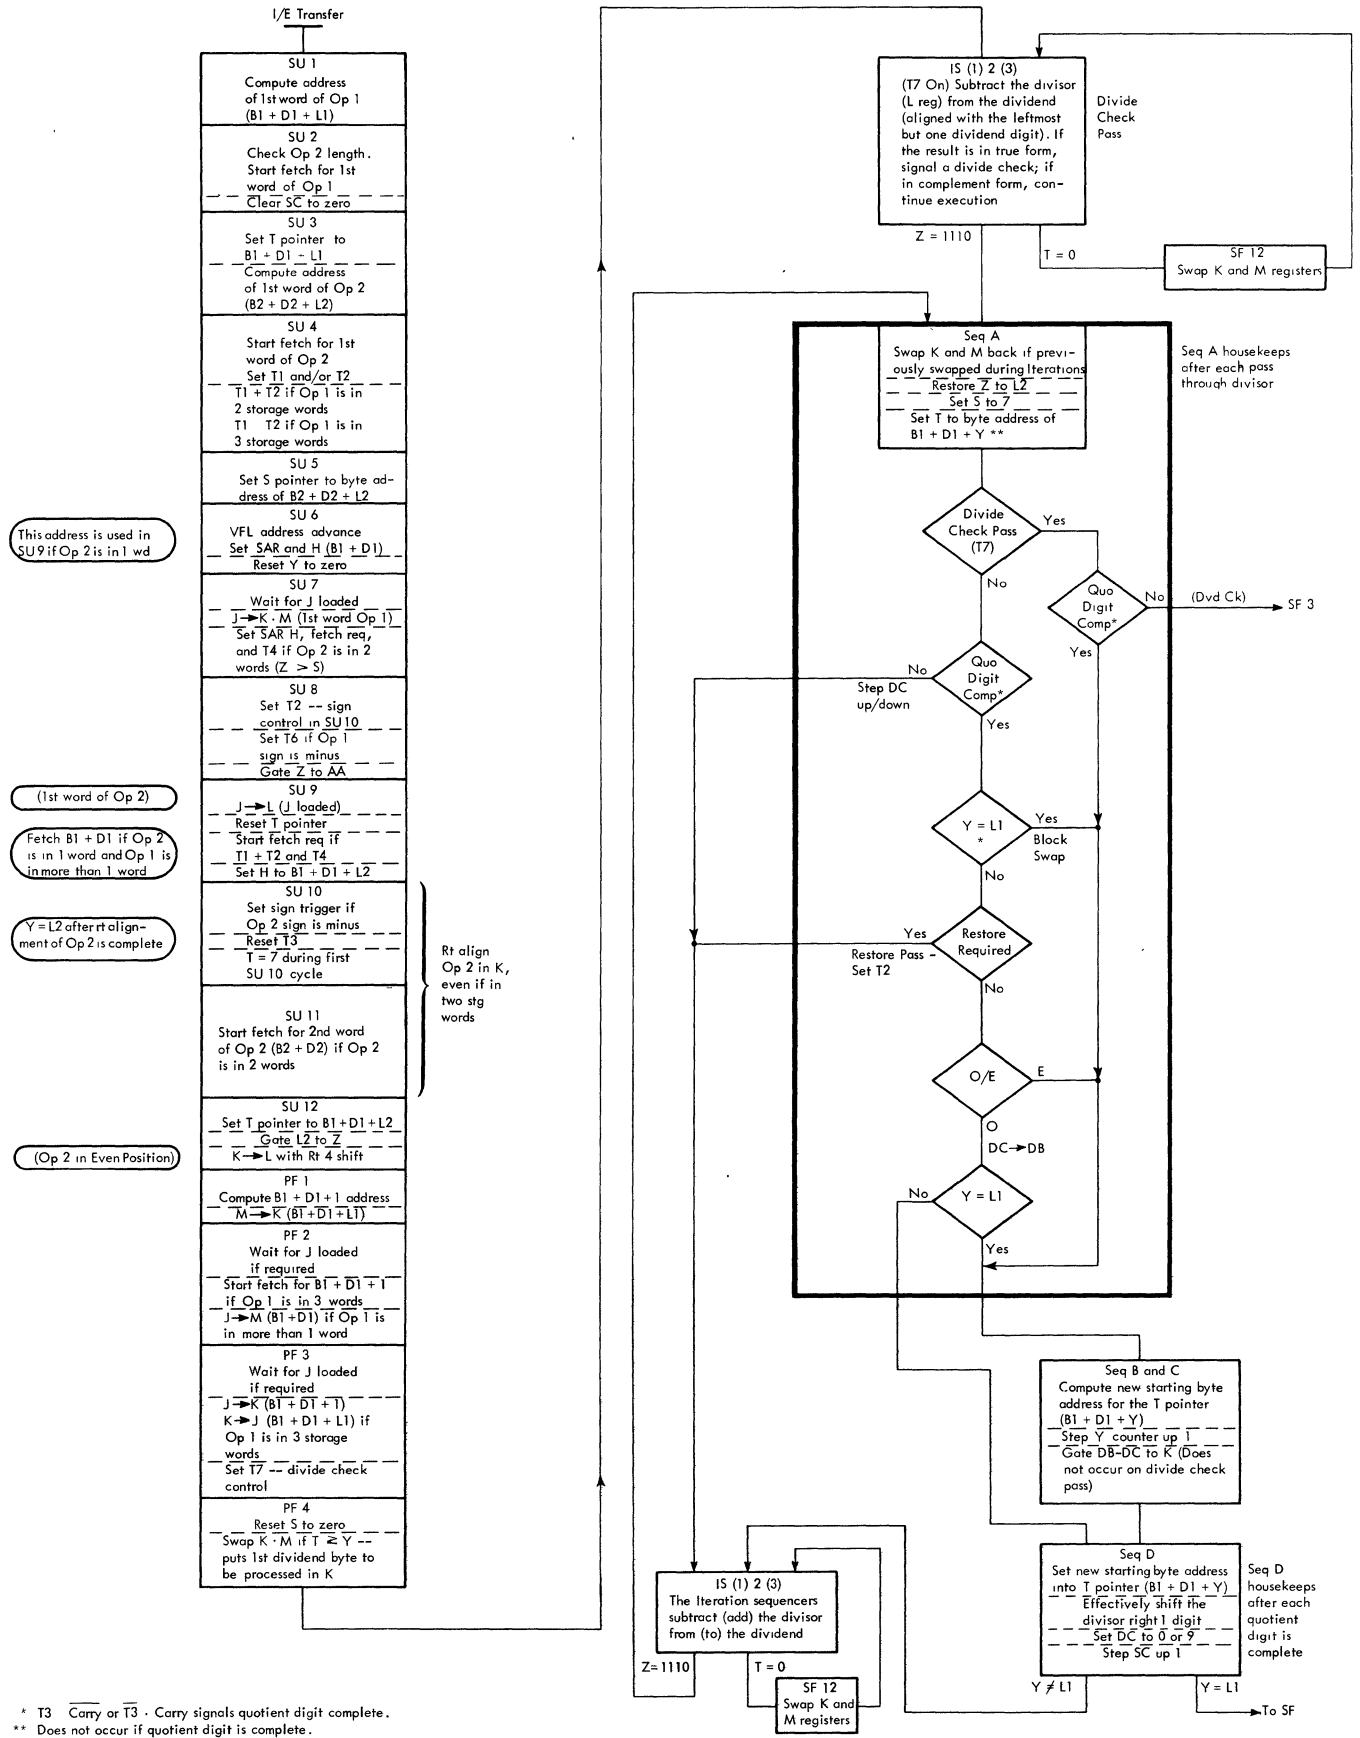 I/E Transfer
SU 1
Compute address
of 1st word of Op 1
(B1 + D1 + L1)
SU 2
Check Op 2 length.
Start fetch for 1st
word of Op 1
Clear SC to zero
SU 3
Set T pointer to
B1 + D1 - L1
Compute address
of 1st word of Op 2
(B2 + D2 + L2)
SU 4
Start fetch for 1st
word of Op 2
Set T1 and/or T2
T1 + T2 if Op 1 is in
2 storage words
T1 T2 if Op 1 is in
3 storage words
SU 5
Set S pointer to byte ad-
dress of B2 + D2 + L2
SU 6
VFL address advance
Set SAR and H (B1 + D1)
Reset Y to zero
This address is used in
SU 9 if Op 2 is in 1 wd
SU 7
Wait for J loaded
J→K · M (1st word Op 1)
Set SAR H, fetch req,
and T4 if Op 2 is in 2
words (Z > S)
SU 8
Set T2 -- sign
control in SU 10
Set T6 if Op 1
sign is minus
Gate Z to AA
SU 9
J→L (J loaded)
Reset T pointer
Start fetch req if
T1 + T2 and T4
Set H to B1 + D1 + L2
(1st word of Op 2)
Fetch B1 + D1 if Op 2
is in 1 word and Op 1 is
in more than 1 word
SU 10
Set sign trigger if
Op 2 sign is minus
Reset T3
T = 7 during first
SU 10 cycle
Y = L2 after rt align-
ment of Op 2 is complete
Rt align
Op 2 in K,
even if in
two stg
words
SU 11
Start fetch for 2nd word
of Op 2 (B2 + D2) if Op 2
is in 2 words
SU 12
Set T pointer to B1+D1+L2
Gate L2 to Z
K→L with Rt 4 shift
(Op 2 in Even Position)
PF 1
Compute B1 + D1 + 1 address
M→K (B1+D1+L1)
PF 2
Wait for J loaded
if required
Start fetch for B1 + D1 + 1
if Op 1 is in 3 words
J→M (B1+D1) if Op 1 is
in more than 1 word
PF 3
Wait for J loaded
if required
J→K (B1 + D1 + 1)
K→J (B1 + D1 + L1) if
Op 1 is in 3 storage
words
Set T7 -- divide check
control
PF 4
Reset S to zero
Swap K · M if T ≥ Y --
puts 1st dividend byte to
be processed in K
IS (1) 2 (3)
(T7 On) Subtract the divisor
(L reg) from the dividend
(aligned with the leftmost
but one dividend digit). If
the result is in true form,
signal a divide check; if
in complement form, con-
tinue execution
Divide
Check
Pass
Z = 1110
T = 0
SF 12
Swap K and M registers
Seq A
Swap K and M back if previ-
ously swapped during Iterations
Restore Z to L2
Set S to 7
Set T to byte address of
B1 + D1 + Y **
Seq A housekeeps
after each pass
through divisor
Divide
Check Pass
(T7)
Yes
No
Quo
Digit
Comp*
No
(Dvd Ck)
SF 3
Yes
Quo
Digit
Comp*
No
Step DC
up/down
Yes
Y = L1
*
Yes
Block
Swap
No
Restore
Required
Yes
Restore Pass -
Set T2
No
O/E
E
O
DC→DB
Y = L1
No
Yes
Seq B and C
Compute new starting byte
address for the T pointer
(B1 + D1 + Y)
Step Y counter up 1
Gate DB-DC to K (Does
not occur on divide check
pass)
Seq D
Set new starting byte address
into T pointer (B1 + D1 + Y)
Effectively shift the
divisor right 1 digit
Set DC to 0 or 9
Step SC up 1
Seq D
housekeeps
after each
quotient
digit is
complete
Y ≠ L1
Y = L1
To SF
IS (1) 2 (3)
The Iteration sequencers
subtract (add) the divisor
from (to) the dividend
Z=1110
T = 0
SF 12
Swap K and
M registers
* T3 C̅a̅r̅r̅y̅ or T̅3̅ · Carry signals quotient digit complete.
** Does not occur if quotient digit is complete.